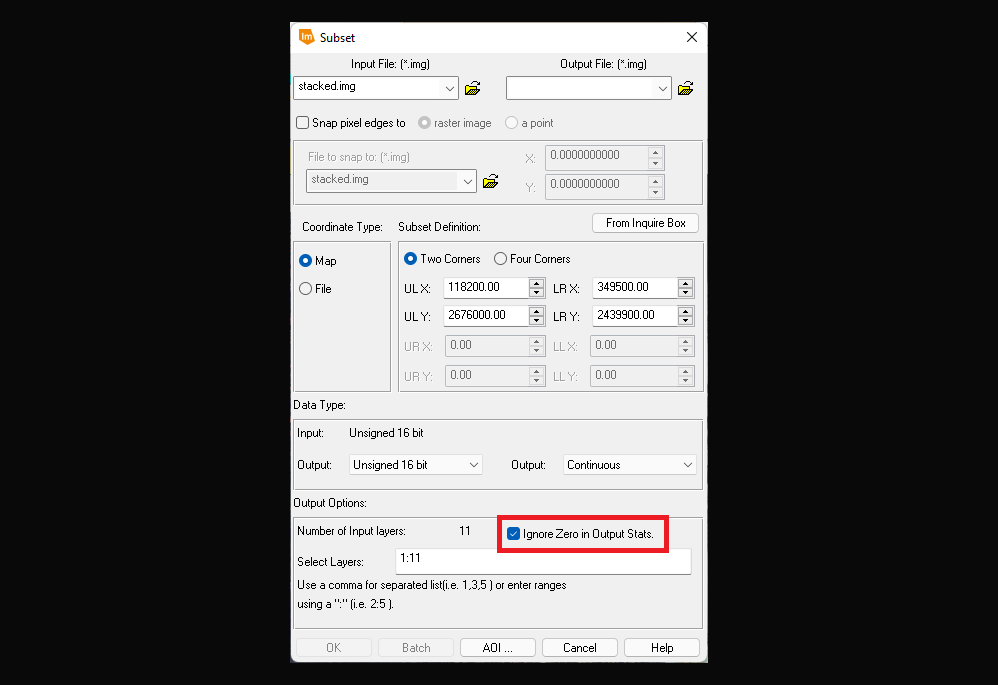 Im Subset
Input File: (*.img) Output File: (*.img)
stacked.img
Snap pixel edges to raster image a point
File to snap to: (*.img) X: 0.0000000000
stacked.img Y: 0.0000000000
Coordinate Type: Subset Definition: From Inquire Box
Map Two Corners Four Corners
File UL X: 118200.00 LR X: 349500.00
UL Y: 2676000.00 LR Y: 2439900.00
UR X: 0.00 LL X: 0.00
UR Y: 0.00 LL Y: 0.00
Data Type:
Input: Unsigned 16 bit
Output: Unsigned 16 bit Output: Continuous
Output Options:
Number of Input layers: 11 Ignore Zero in Output Stats.
Select Layers: 1:11
Use a comma for separated list(i.e. 1,3,5 ) or enter ranges
using a ":" (i.e. 2:5 ).
OK Batch AOI ... Cancel Help